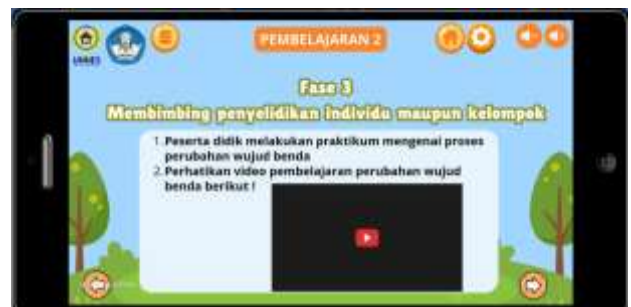 UNNES
PEMBELAJARAN 2
Fase 3
Membimbing penyelidikan individu maupun kelompok
1. Peserta didik melakukan praktikum mengenai proses
perubahan wujud benda
2. Perhatikan video pembelajaran perubahan wujud
benda berikut !